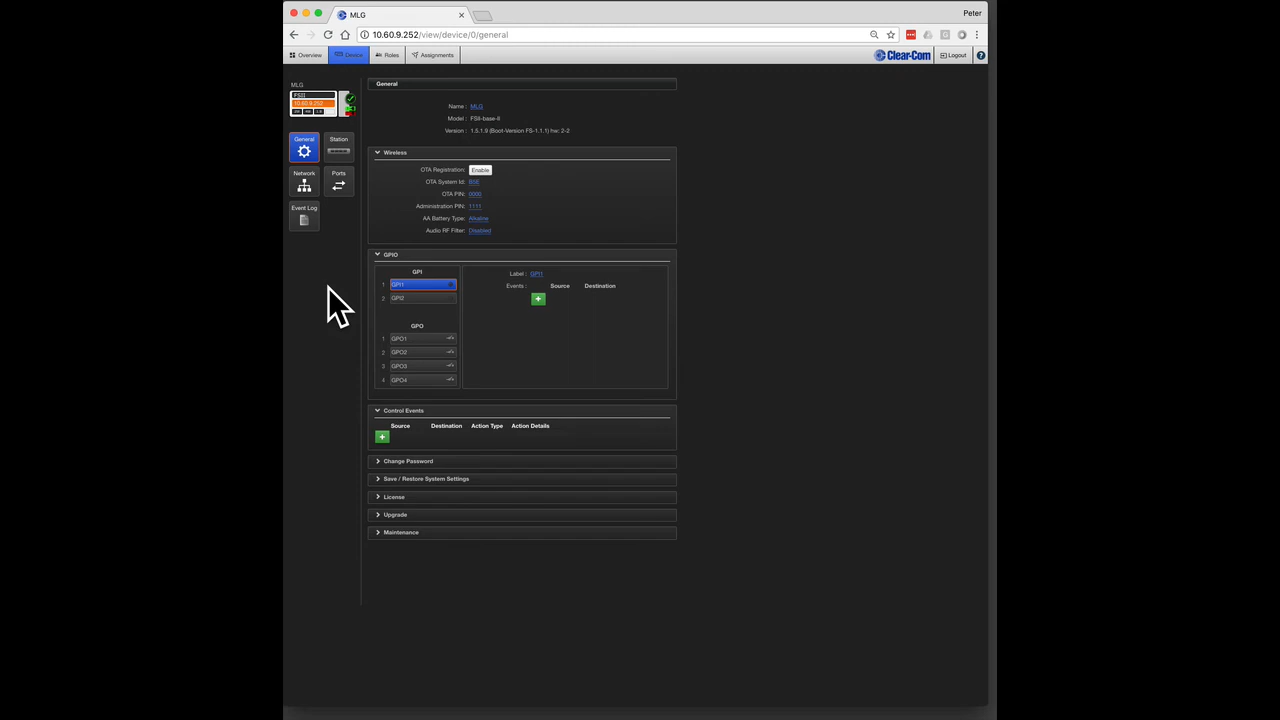 MLG
Peter
10.60.9.252/view/device/0/general
Overview
Device
Roles
Assignments
Clear-Com
Logout
MLG
FSII
10.60.9.252
General
Station
Network
Ports
Event Log
General
Name : MLG
Model : FSII-base-II
Version : 1.5.1.9 (Boot-Version FS-1.1.1) hw: 2-2
Wireless
OTA Registration: Enable
OTA System Id:
OTA PIN: 0000
Administration PIN: 1111
AA Battery Type: Alkaline
Audio RF Filter: Disabled
GPIO
GPI
1 GPI1
2 GPI2
GPO
1 GPO1
2 GPO2
3 GPO3
4 GPO4
Label : GPI1
Events : Source Destination
Control Events
Source Destination Action Type Action Details
Change Password
Save / Restore System Settings
License
Upgrade
Maintenance